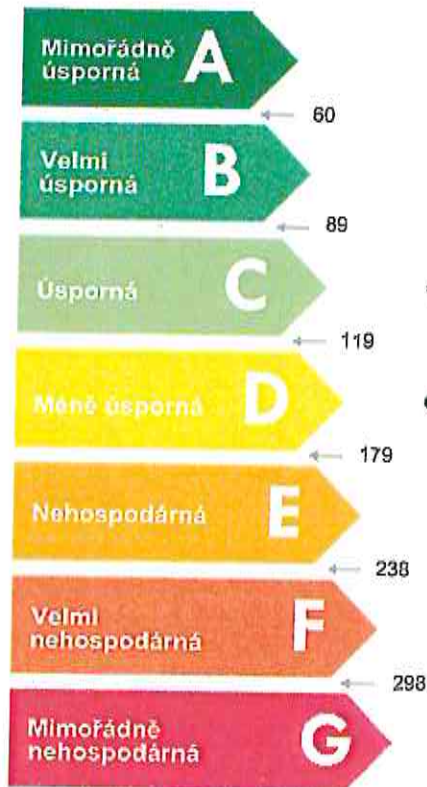 Mimořádně
úsporná
A
60
Velmi
úsporná
B
89
Úsporná
C
119
Méně úsporná
D
179
Nehospodárná
E
238
Velmi
nehospodárná
F
298
Mimořádně
nehospodárná
G